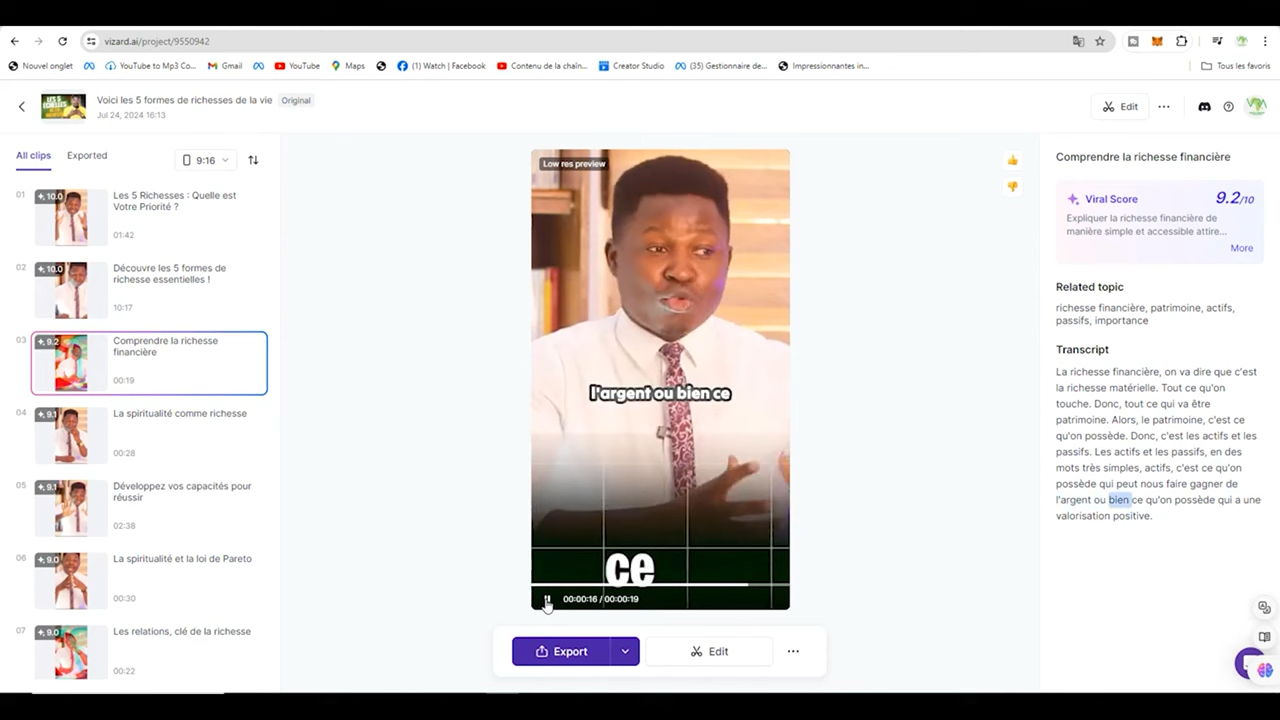 vizard.ai/project/9550942
Nouvel onglet
YouTube to Mp3 Co...
Gmail
YouTube
Maps
(1) Watch | Facebook
Contenu de la chaîn...
Creator Studio
(35) Gestionnaire de...
Impressionnantes in...
Tous les favoris
Voici les 5 formes de richesses de la vie
Original
Jul 24, 2024 16:13
Edit
All clips
Exported
9:16
01
10.0
Les 5 Richesses : Quelle est
Votre Priorité ?
01:42
02
10.0
Découvre les 5 formes de
richesse essentielles !
10:17
03
9.2
Comprendre la richesse
financière
00:19
04
9.1
La spiritualité comme richesse
00:28
05
9.1
Développez vos capacités pour
réussir
02:38
06
9.0
La spiritualité et la loi de Pareto
00:30
07
9.0
Les relations, clé de la richesse
00:22
Low res preview
l'argent ou bien ce
ce
00:00:16 / 00:00:19
Export
Edit
Comprendre la richesse financière
Viral Score
9.2/10
Expliquer la richesse financière de
manière simple et accessible attire...
More
Related topic
richesse financière, patrimoine, actifs,
passifs, importance
Transcript
La richesse financière, on va dire que c'est
la richesse matérielle. Tout ce qu'on
touche. Donc, tout ce qui va être
patrimoine. Alors, le patrimoine, c'est ce
qu'on possède. Donc, c'est les actifs et les
passifs. Les actifs et les passifs, en des
mots très simples, actifs, c'est ce qu'on
possède qui peut nous faire gagner de
l'argent ou bien ce qu'on possède qui a une
valorisation positive.